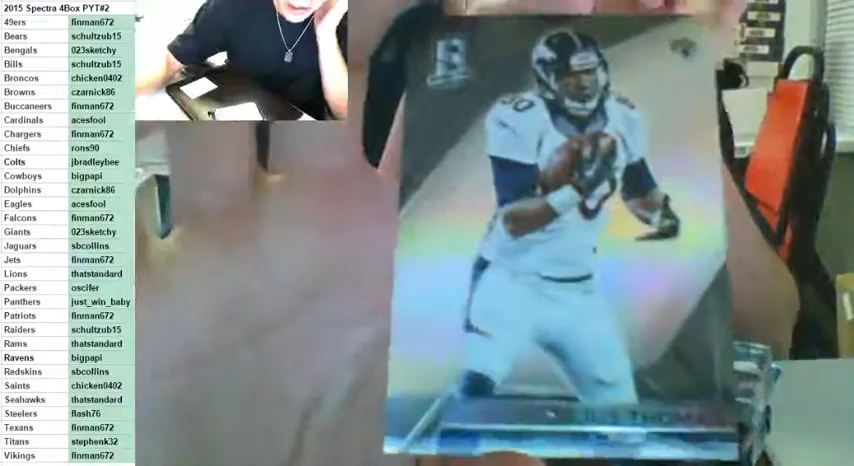 2015 Spectra 4Box PYT#2
49ers finman672
Bears schultzub15
Bengals 023sketchy
Bills schultzub15
Broncos chicken0402
Browns czarnick86
Buccaneers finman672
Cardinals acesfool
Chargers finman672
Chiefs rons90
Colts jbradleybee
Cowboys bigpapi
Dolphins czarnick86
Eagles acesfool
Falcons finman672
Giants 023sketchy
Jaguars sbcollins
Jets finman672
Lions thatstandard
Packers oscifer
Panthers just_win_baby
Patriots finman672
Raiders schultzub15
Rams thatstandard
Ravens bigpapi
Redskins sbcollins
Saints chicken0402
Seahawks thatstandard
Steelers flash76
Texans finman672
Titans stephenk32
Vikings finman672